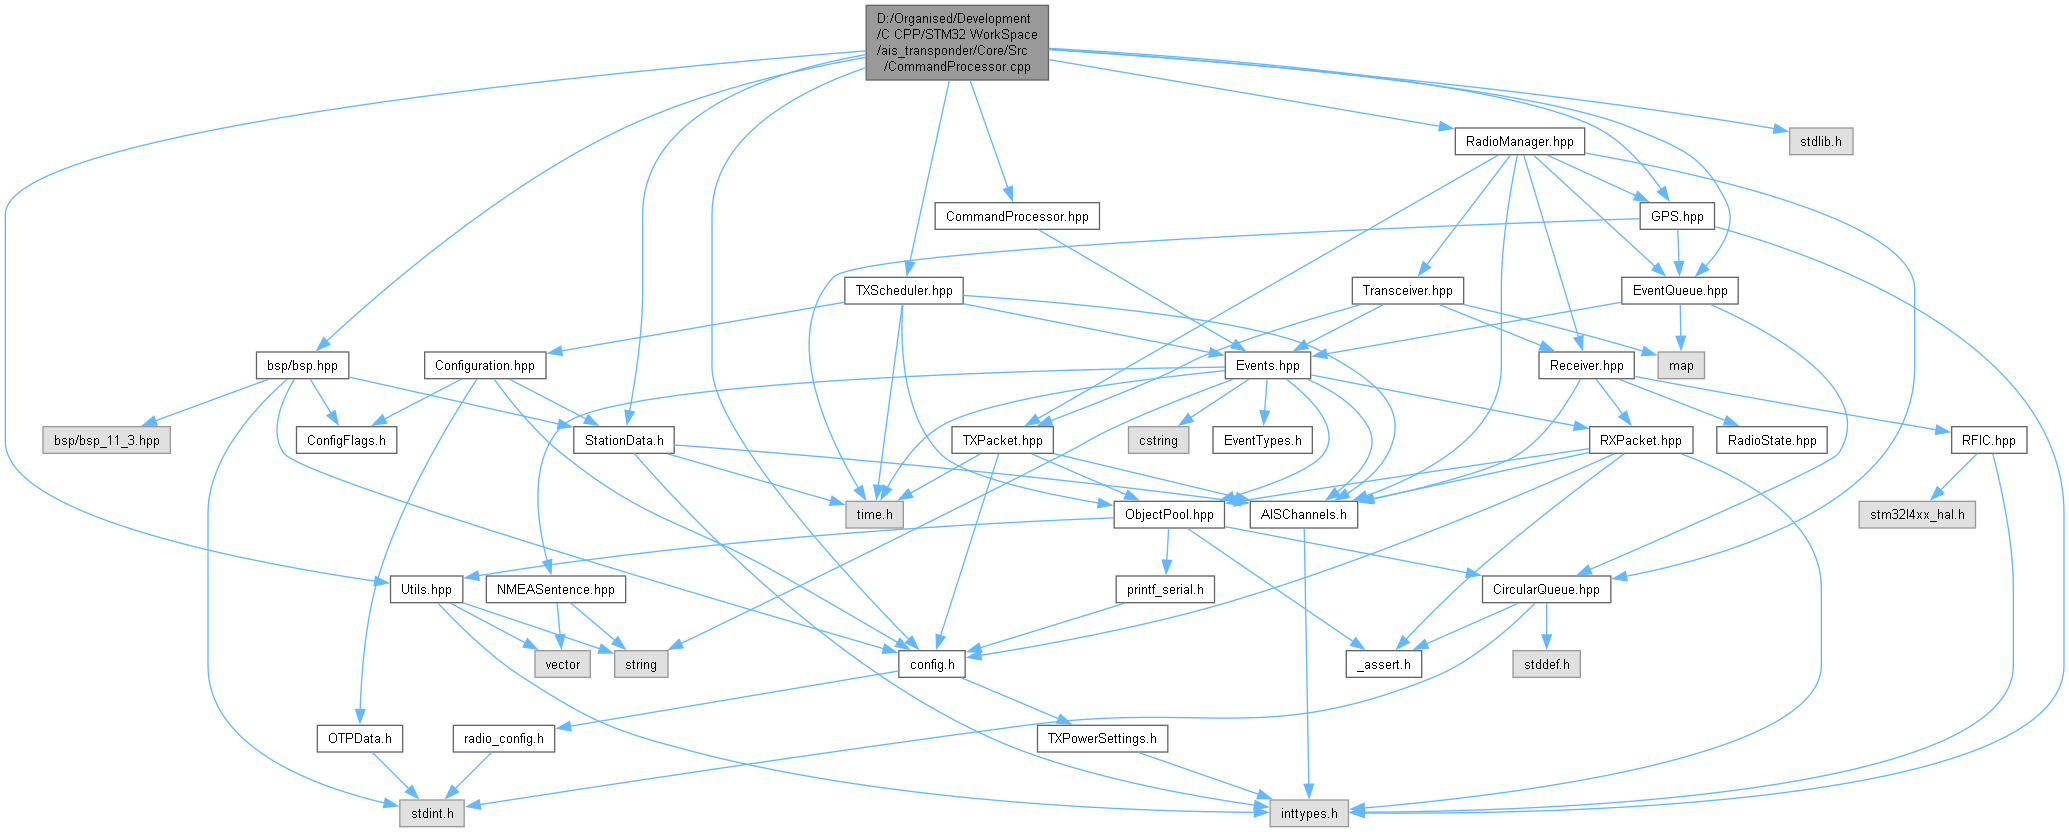 D:/Organised/Development
/C CPP/STM32 WorkSpace
/ais_transponder/Core/Src
/CommandProcessor.cpp
RadioManager.hpp
stdlib.h
CommandProcessor.hpp
GPS.hpp
TXScheduler.hpp
Transceiver.hpp
EventQueue.hpp
bsp/bsp.hpp
Configuration.hpp
Events.hpp
Receiver.hpp
map
bsp/bsp_11_3.hpp
ConfigFlags.h
StationData.h
TXPacket.hpp
cstring
EventTypes.h
RXPacket.hpp
RadioState.hpp
RFIC.hpp
time.h
ObjectPool.hpp
AISChannels.h
stm32l4xx_hal.h
Utils.hpp
NMEASentence.hpp
printf_serial.h
CircularQueue.hpp
vector
string
config.h
_assert.h
stddef.h
OTPData.h
radio_config.h
TXPowerSettings.h
stdint.h
inttypes.h